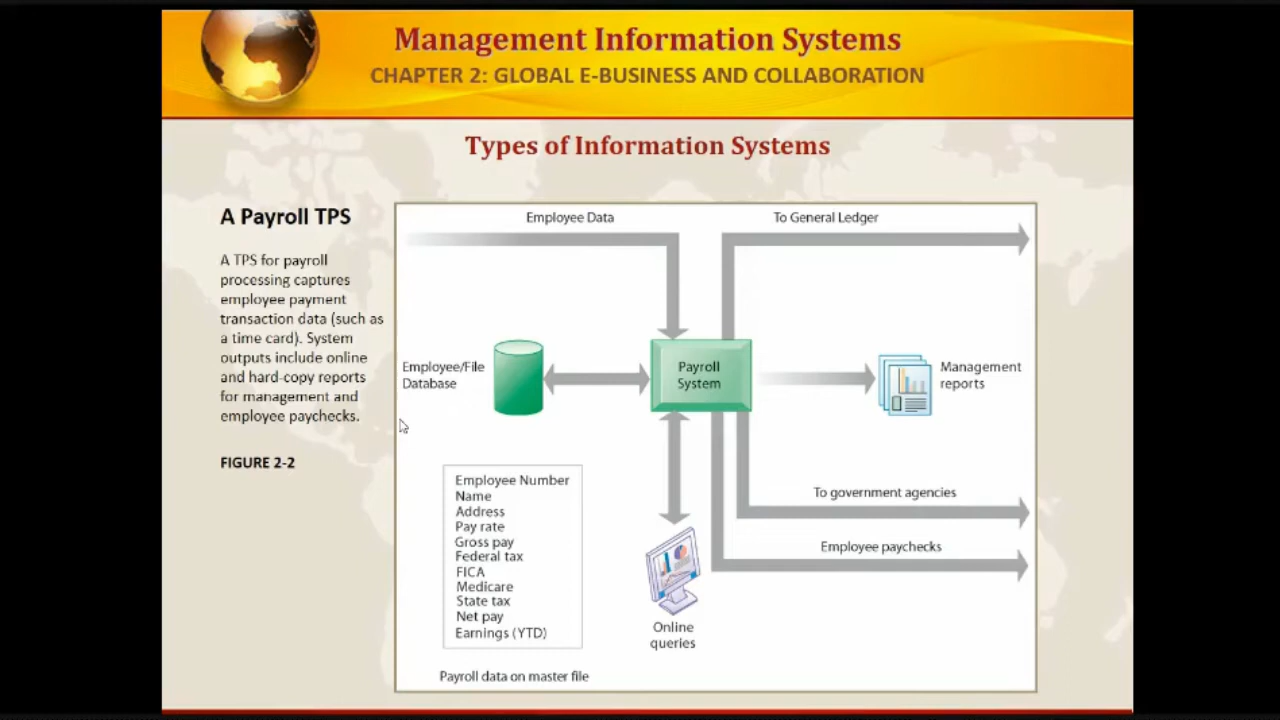 Management Information Systems
CHAPTER 2: GLOBAL E-BUSINESS AND COLLABORATION
Types of Information Systems
A Payroll TPS
A TPS for payroll
processing captures
employee payment
transaction data (such as
a time card). System
outputs include online
and hard-copy reports
for management and
employee paychecks.
FIGURE 2-2
Employee Data
To General Ledger
Employee/File
Database
Payroll
System
Management
reports
To government agencies
Employee paychecks
Online
queries
Employee Number
Name
Address
Pay rate
Gross pay
Federal tax
FICA
Medicare
State tax
Net pay
Earnings (YTD)
Payroll data on master file